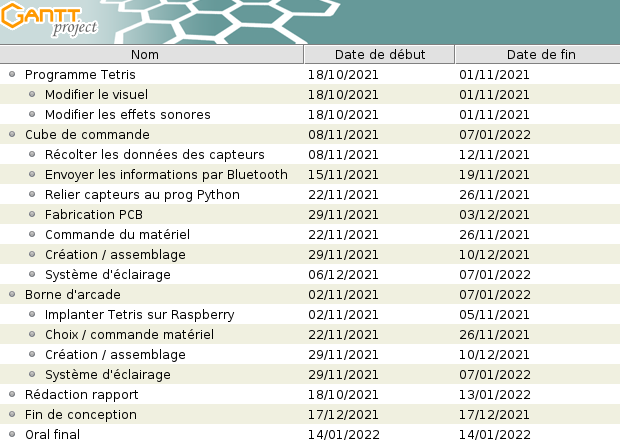 GANTT
project
Nom Date de début Date de fin
Programme Tetris 18/10/2021 01/11/2021
Modifier le visuel 18/10/2021 01/11/2021
Modifier les effets sonores 18/10/2021 01/11/2021
Cube de commande 08/11/2021 07/01/2022
Récolter les données des capteurs 08/11/2021 12/11/2021
Envoyer les informations par Bluetooth 15/11/2021 19/11/2021
Relier capteurs au prog Python 22/11/2021 26/11/2021
Fabrication PCB 29/11/2021 03/12/2021
Commande du matériel 22/11/2021 26/11/2021
Création / assemblage 29/11/2021 10/12/2021
Système d'éclairage 06/12/2021 07/01/2022
Borne d'arcade 02/11/2021 07/01/2022
Implanter Tetris sur Raspberry 02/11/2021 05/11/2021
Choix / commande matériel 22/11/2021 26/11/2021
Création / assemblage 29/11/2021 10/12/2021
Système d'éclairage 29/11/2021 07/01/2022
Rédaction rapport 18/10/2021 13/01/2022
Fin de conception 17/12/2021 17/12/2021
Oral final 14/01/2022 14/01/2022